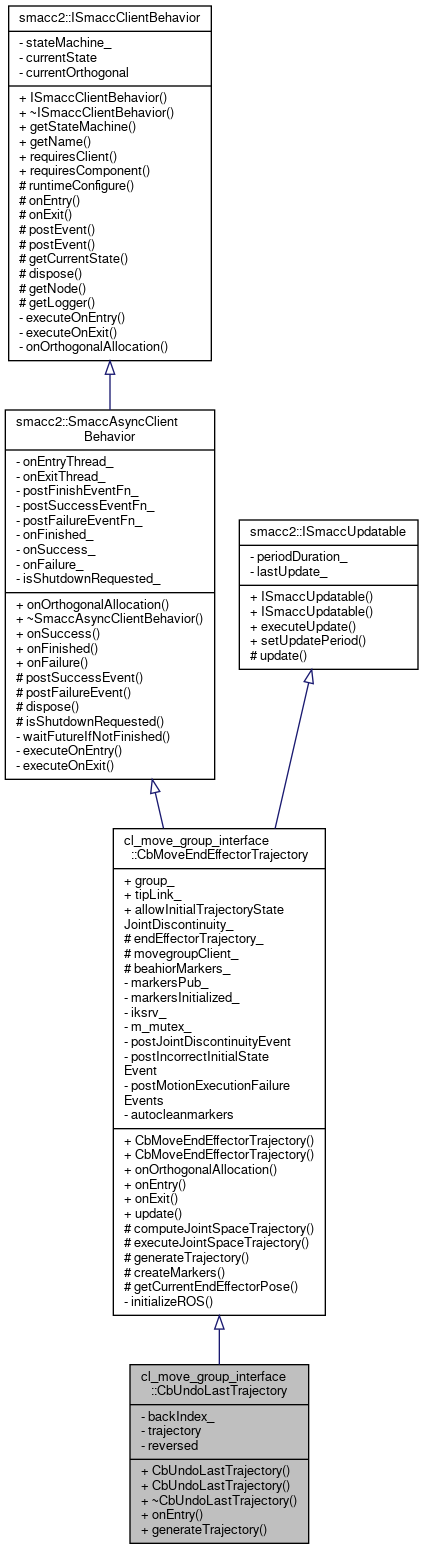 smacc2::ISmaccClientBehavior
- stateMachine_
- currentState
- currentOrthogonal
+ ISmaccClientBehavior()
+ ~ISmaccClientBehavior()
+ getStateMachine()
+ getName()
+ requiresClient()
+ requiresComponent()
# runtimeConfigure()
# onEntry()
# onExit()
# postEvent()
# postEvent()
# getCurrentState()
# dispose()
# getNode()
# getLogger()
- executeOnEntry()
- executeOnExit()
- onOrthogonalAllocation()
smacc2::SmaccAsyncClient
Behavior
- onEntryThread_
- onExitThread_
- postFinishEventFn_
- postSuccessEventFn_
- postFailureEventFn_
- onFinished_
- onSuccess_
- onFailure_
- isShutdownRequested_
+ onOrthogonalAllocation()
+ ~SmaccAsyncClientBehavior()
+ onSuccess()
+ onFinished()
+ onFailure()
# postSuccessEvent()
# postFailureEvent()
# dispose()
# isShutdownRequested()
- waitFutureIfNotFinished()
- executeOnEntry()
- executeOnExit()
smacc2::ISmaccUpdatable
- periodDuration_
- lastUpdate_
+ ISmaccUpdatable()
+ ISmaccUpdatable()
+ executeUpdate()
+ setUpdatePeriod()
# update()
cl_move_group_interface
::CbMoveEndEffectorTrajectory
+ group_
+ tipLink_
+ allowInitialTrajectoryState
JointDiscontinuity_
# endEffectorTrajectory_
# movegroupClient_
# beahiorMarkers_
- markersPub_
- markersInitialized_
- iksrv_
- m_mutex_
- postJointDiscontinuityEvent
- postIncorrectInitialState
Event
- postMotionExecutionFailure
Events
- autocleanmarkers
+ CbMoveEndEffectorTrajectory()
+ CbMoveEndEffectorTrajectory()
+ onOrthogonalAllocation()
+ onEntry()
+ onExit()
+ update()
# computeJointSpaceTrajectory()
# executeJointSpaceTrajectory()
# generateTrajectory()
# createMarkers()
# getCurrentEndEffectorPose()
- initializeROS()
cl_move_group_interface
::CbUndoLastTrajectory
- backIndex_
- trajectory
- reversed
+ CbUndoLastTrajectory()
+ CbUndoLastTrajectory()
+ ~CbUndoLastTrajectory()
+ onEntry()
+ generateTrajectory()